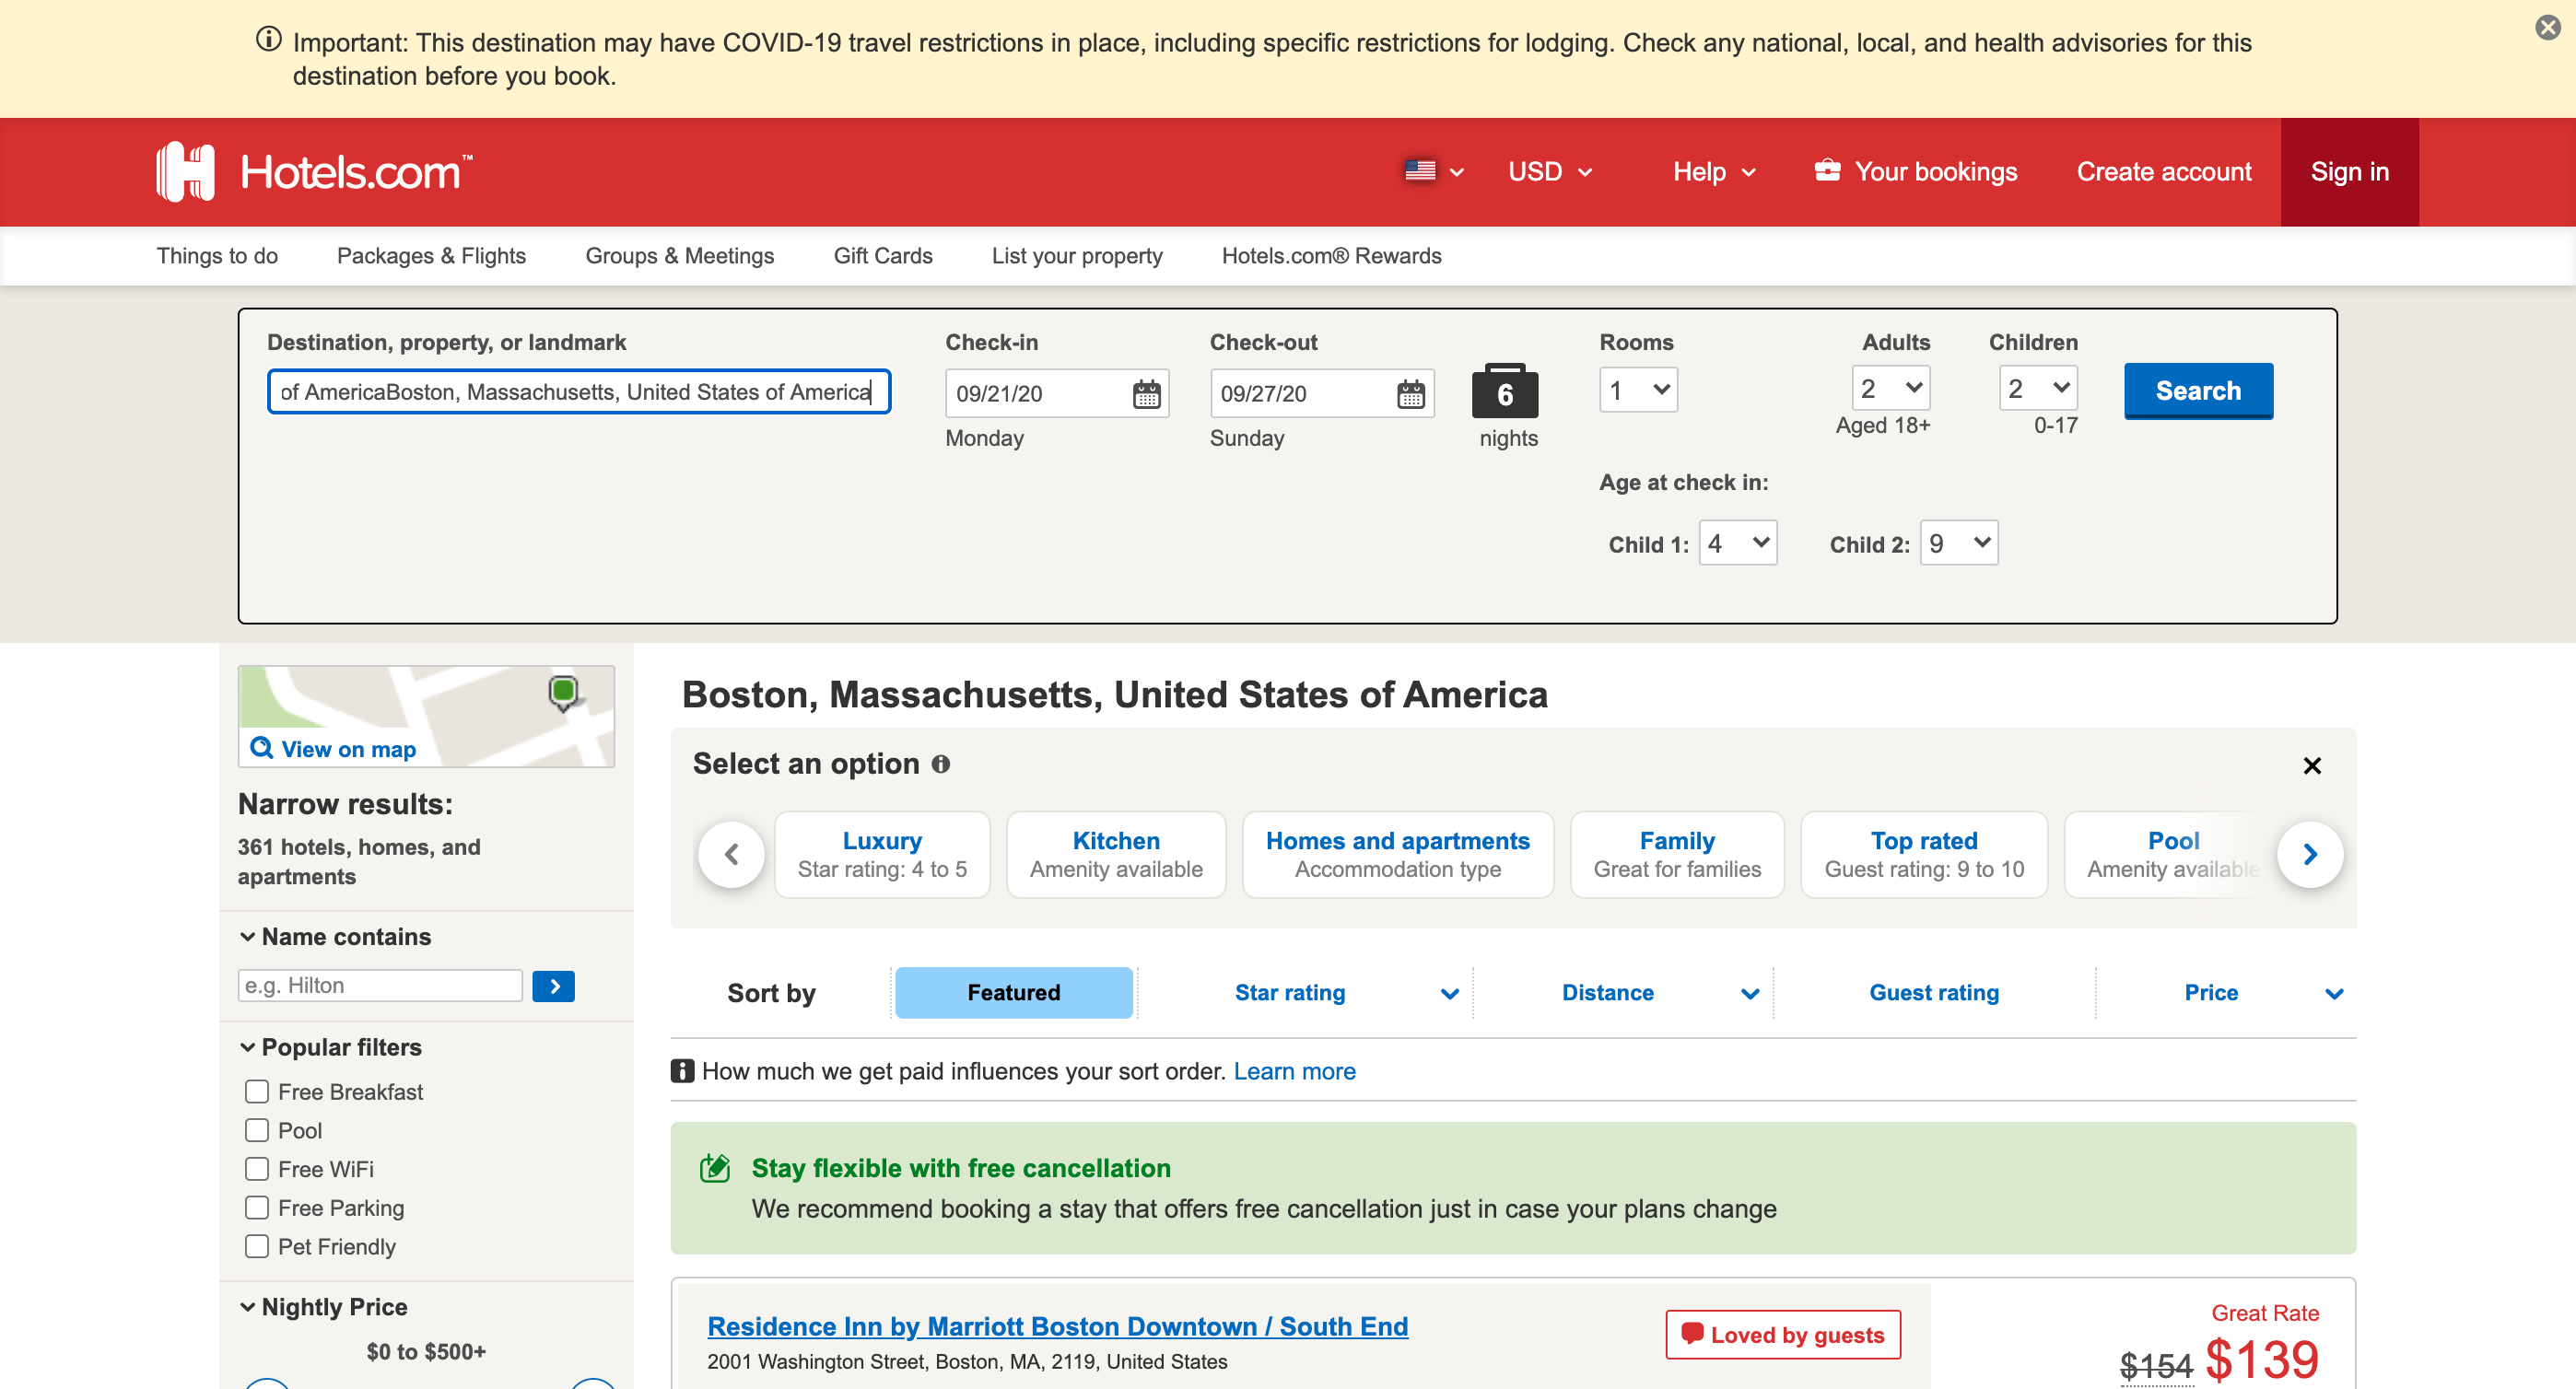 Important: This destination may have COVID-19 travel restrictions in place, including specific restrictions for lodging. Check any national, local, and health advisories for this
destination before you book.
Hotels.com™
USD
Help
Your bookings
Create account
Sign in
Things to do
Packages & Flights
Groups & Meetings
Gift Cards
List your property
Hotels.com® Rewards
Destination, property, or landmark
of AmericaBoston, Massachusetts, United States of America
Check-in
09/21/20
Monday
Check-out
09/27/20
Sunday
6
nights
Rooms
1
Adults
2
Aged 18+
Children
2
0-17
Search
Age at check in:
Child 1: 4
Child 2: 9
View on map
Narrow results:
361 hotels, homes, and
apartments
Name contains
e.g. Hilton
Popular filters
Free Breakfast
Pool
Free WiFi
Free Parking
Pet Friendly
Nightly Price
$0 to $500+
Boston, Massachusetts, United States of America
Select an option
Luxury
Star rating: 4 to 5
Kitchen
Amenity available
Homes and apartments
Accommodation type
Family
Great for families
Top rated
Guest rating: 9 to 10
Pool
Amenity available
Sort by
Featured
Star rating
Distance
Guest rating
Price
How much we get paid influences your sort order. Learn more
Stay flexible with free cancellation
We recommend booking a stay that offers free cancellation just in case your plans change
Residence Inn by Marriott Boston Downtown / South End
2001 Washington Street, Boston, MA, 2119, United States
Loved by guests
Great Rate
$154 $139